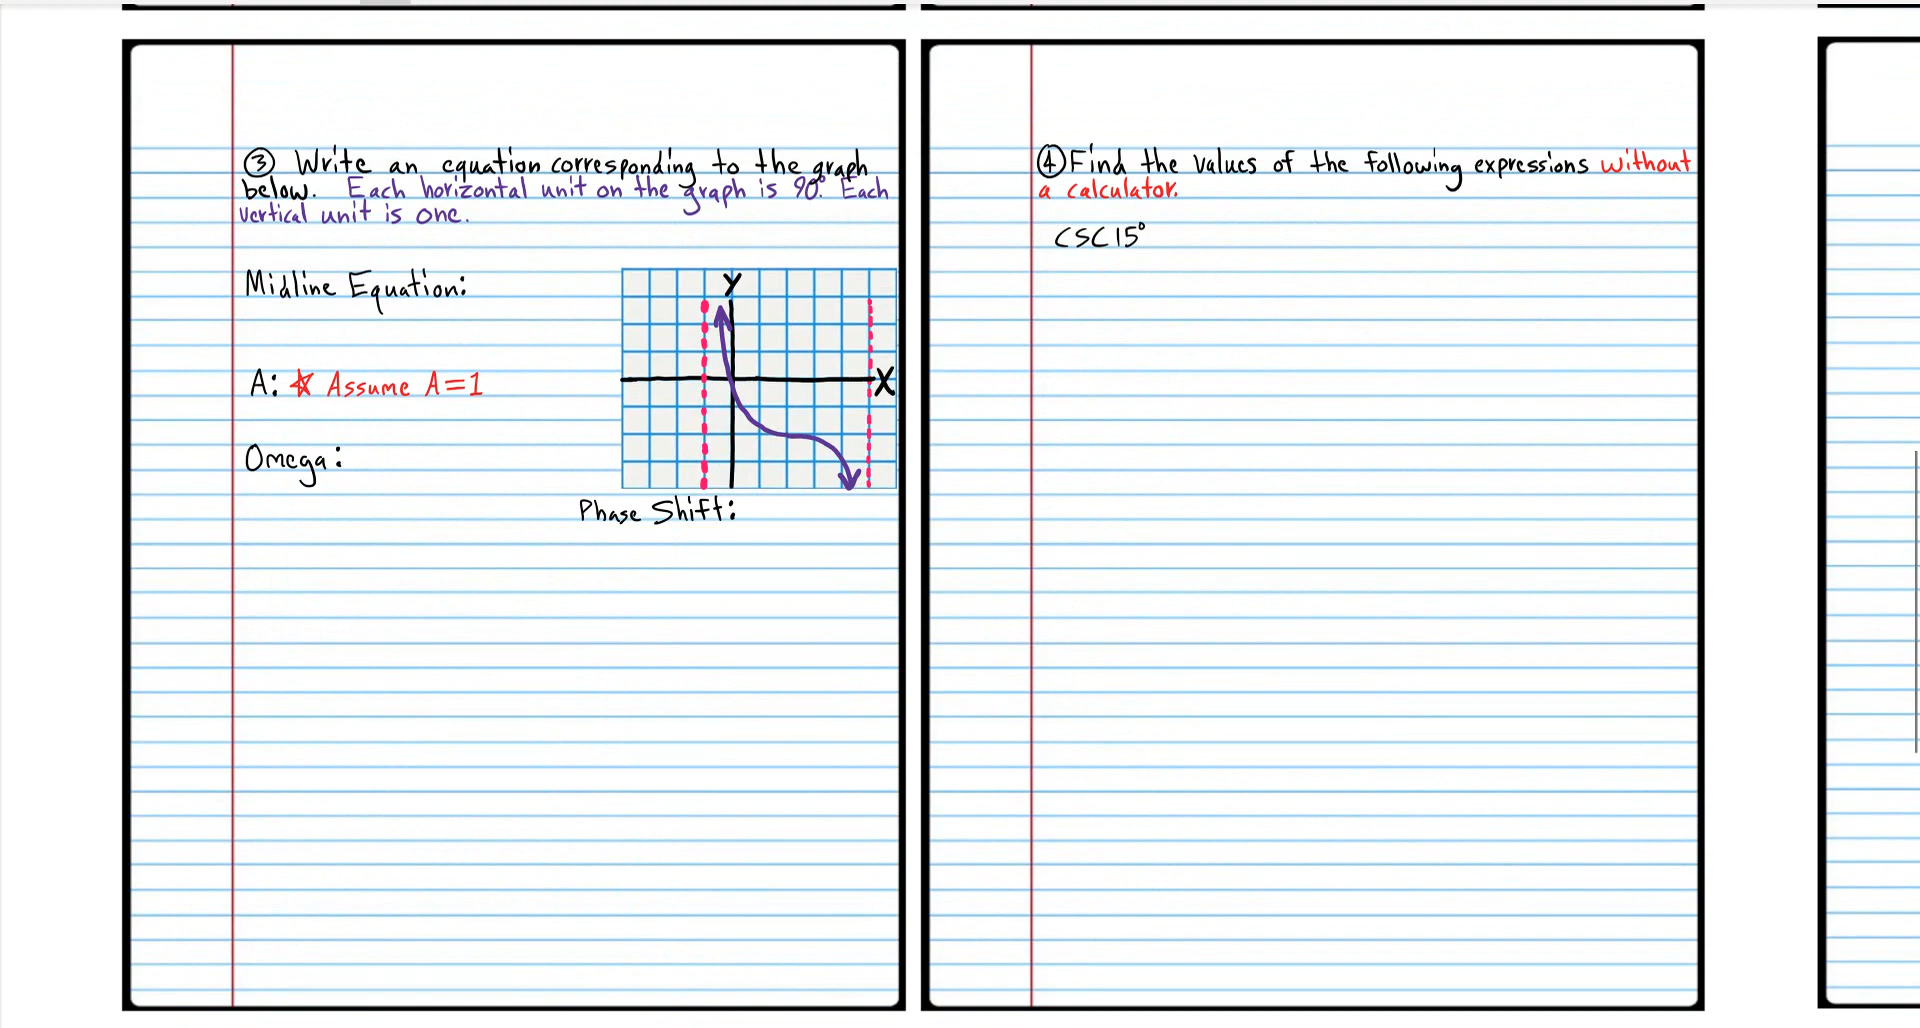 ③ Write an equation corresponding to the graph
below. Each horizontal unit on the graph is 90°. Each
vertical unit is one.
Midline Equation:
Y
A: ☆ Assume A=1
X
Omega:
Phase Shift:
④ Find the values of the following expressions without
a calculator.
CSC15°